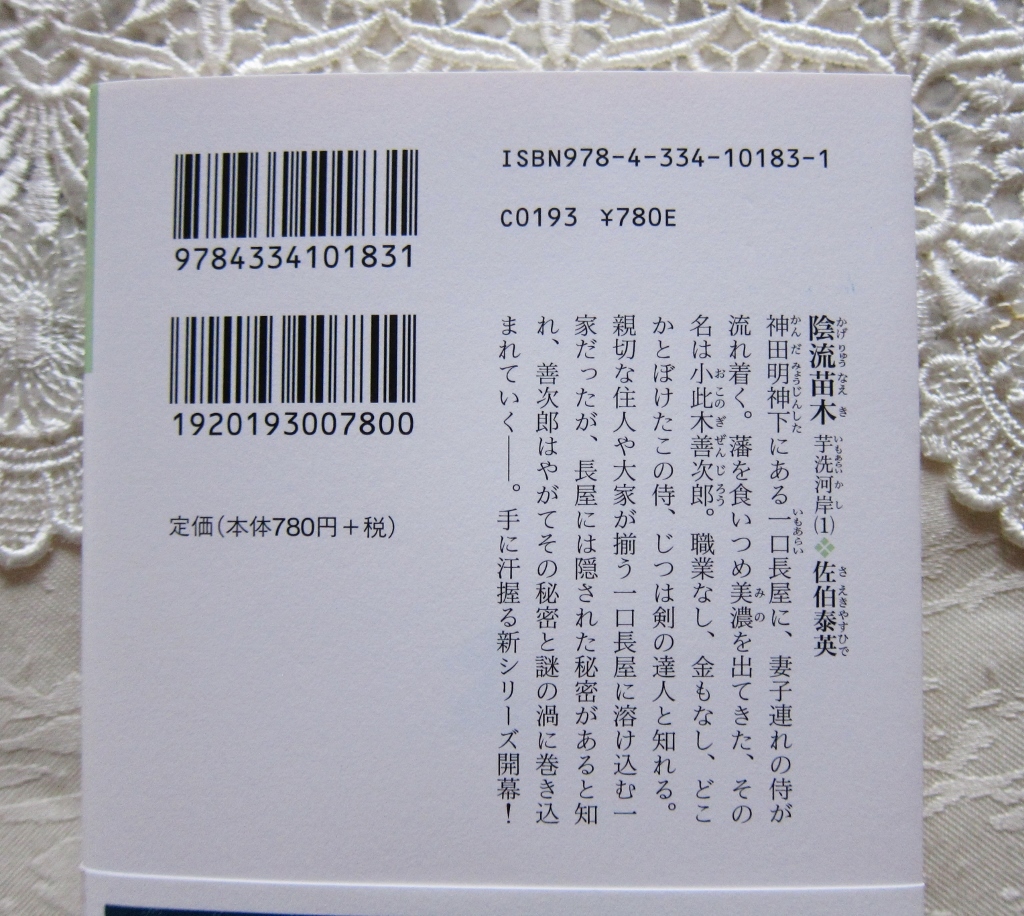 9784334101831
1920193007800
定価(本体780円+税)
ISBN978-4-334-10183-1
C0193 ¥780E
陰流苗木 芋洗河岸(1)❖佐伯泰英
神田明神下にある一口長屋に、妻子連れの侍が
流れ着く。藩を食いつめ美濃を出てきた、その
名は小此木善次郎。職業なし、金もなし、どこ
かとぼけたこの侍、じつは剣の達人と知れる。
親切な住人や大家が揃う一口長屋に溶け込む一
家だったが、長屋には隠された秘密があると知
れ、善次郎はやがてその秘密と謎の渦に巻き込
まれていく――。手に汗握る新シリーズ開幕!